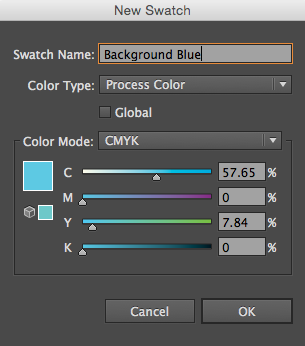 New Swatch
Swatch Name: Background Blue
Color Type: Process Color
Global
Color Mode: CMYK
C 57.65 %
M 0 %
Y 7.84 %
K 0 %
Cancel OK